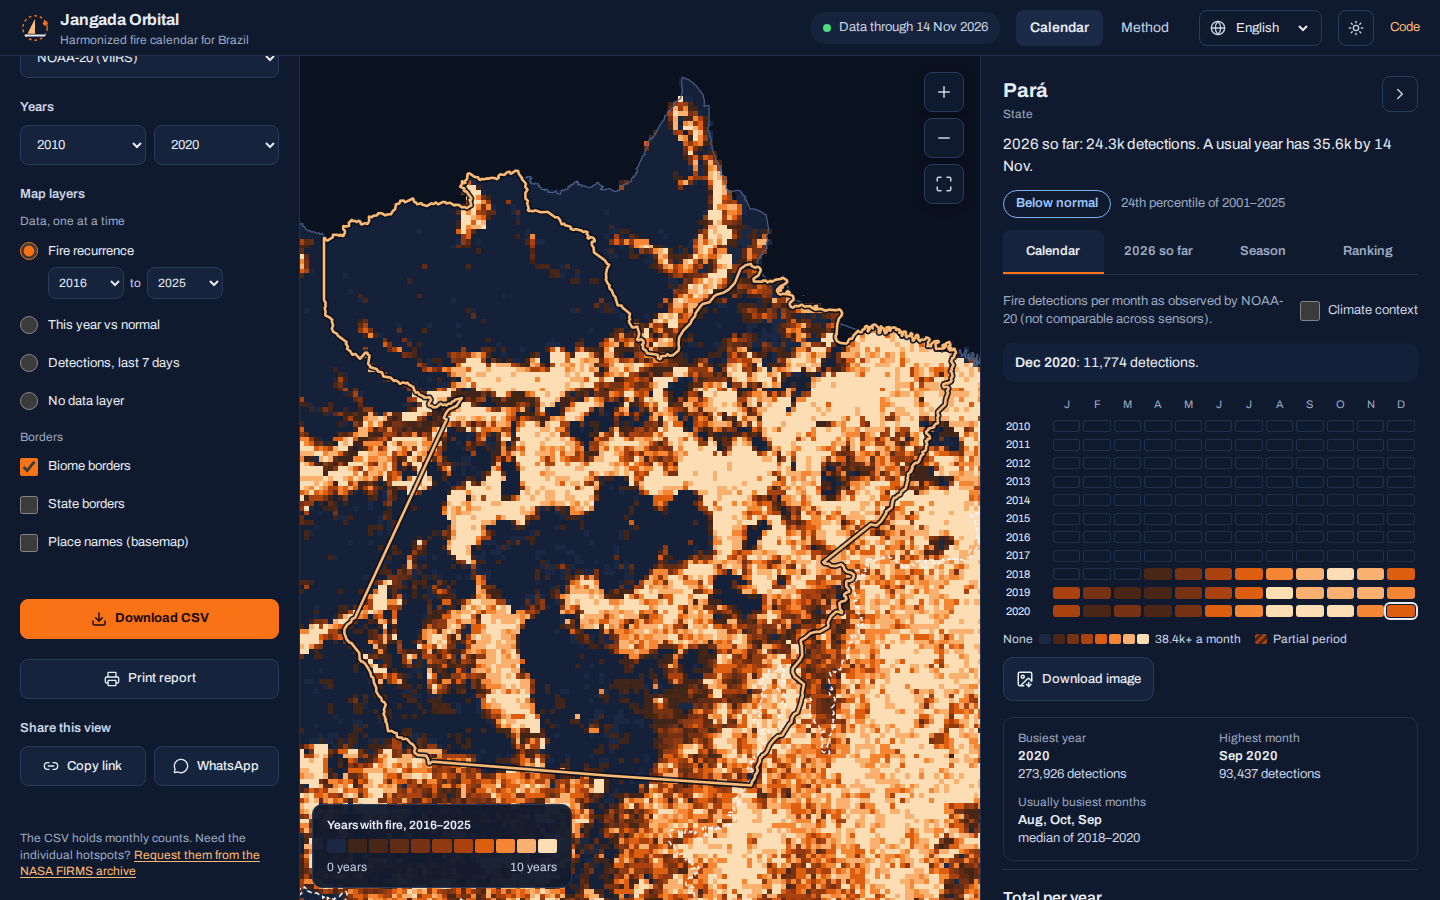 Jangada Orbital
Harmonized fire calendar for Brazil
Data through 14 Nov 2026
Calendar
Method
English
Code
NOAA-20 (VIIRS)
Years
2010
2020
Map layers
Data, one at a time
Fire recurrence
2016
to
2025
This year vs normal
Detections, last 7 days
No data layer
Borders
Biome borders
State borders
Place names (basemap)
Download CSV
Print report
Share this view
Copy link
WhatsApp
The CSV holds monthly counts. Need the
individual hotspots? Request them from the
NASA FIRMS archive
Years with fire, 2016–2025
0 years
10 years
Pará
State
2026 so far: 24.3k detections. A usual year has 35.6k by 14
Nov.
Below normal
24th percentile of 2001–2025
Calendar
2026 so far
Season
Ranking
Fire detections per month as observed by NOAA-
20 (not comparable across sensors).
Climate context
Dec 2020: 11,774 detections.
J F M A M J J A S O N D
2010
2011
2012
2013
2014
2015
2016
2017
2018
2019
2020
None
38.4k+ a month
Partial period
Download image
Busiest year
2020
273,926 detections
Highest month
Sep 2020
93,437 detections
Usually busiest months
Aug, Oct, Sep
median of 2018–2020
Total per year